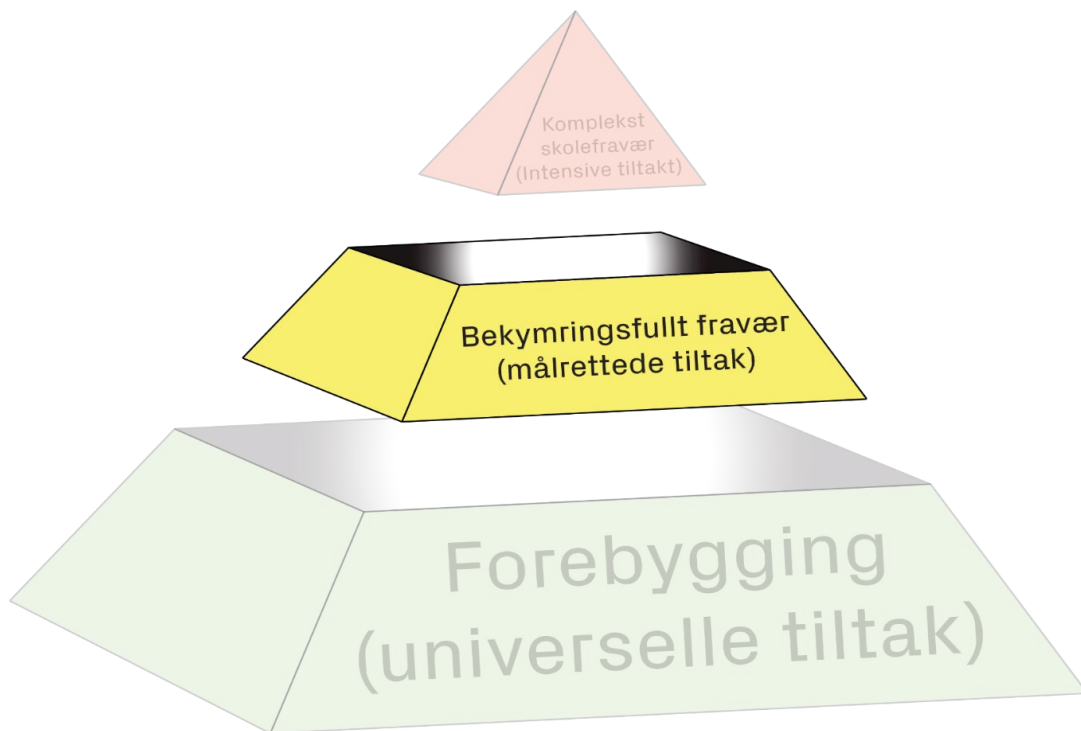 Komplekst
skolefravær
(Intensive tiltakt)
Bekymringsfullt fravær
(målrettede tiltak)
Forebygging
(universelle tiltak)